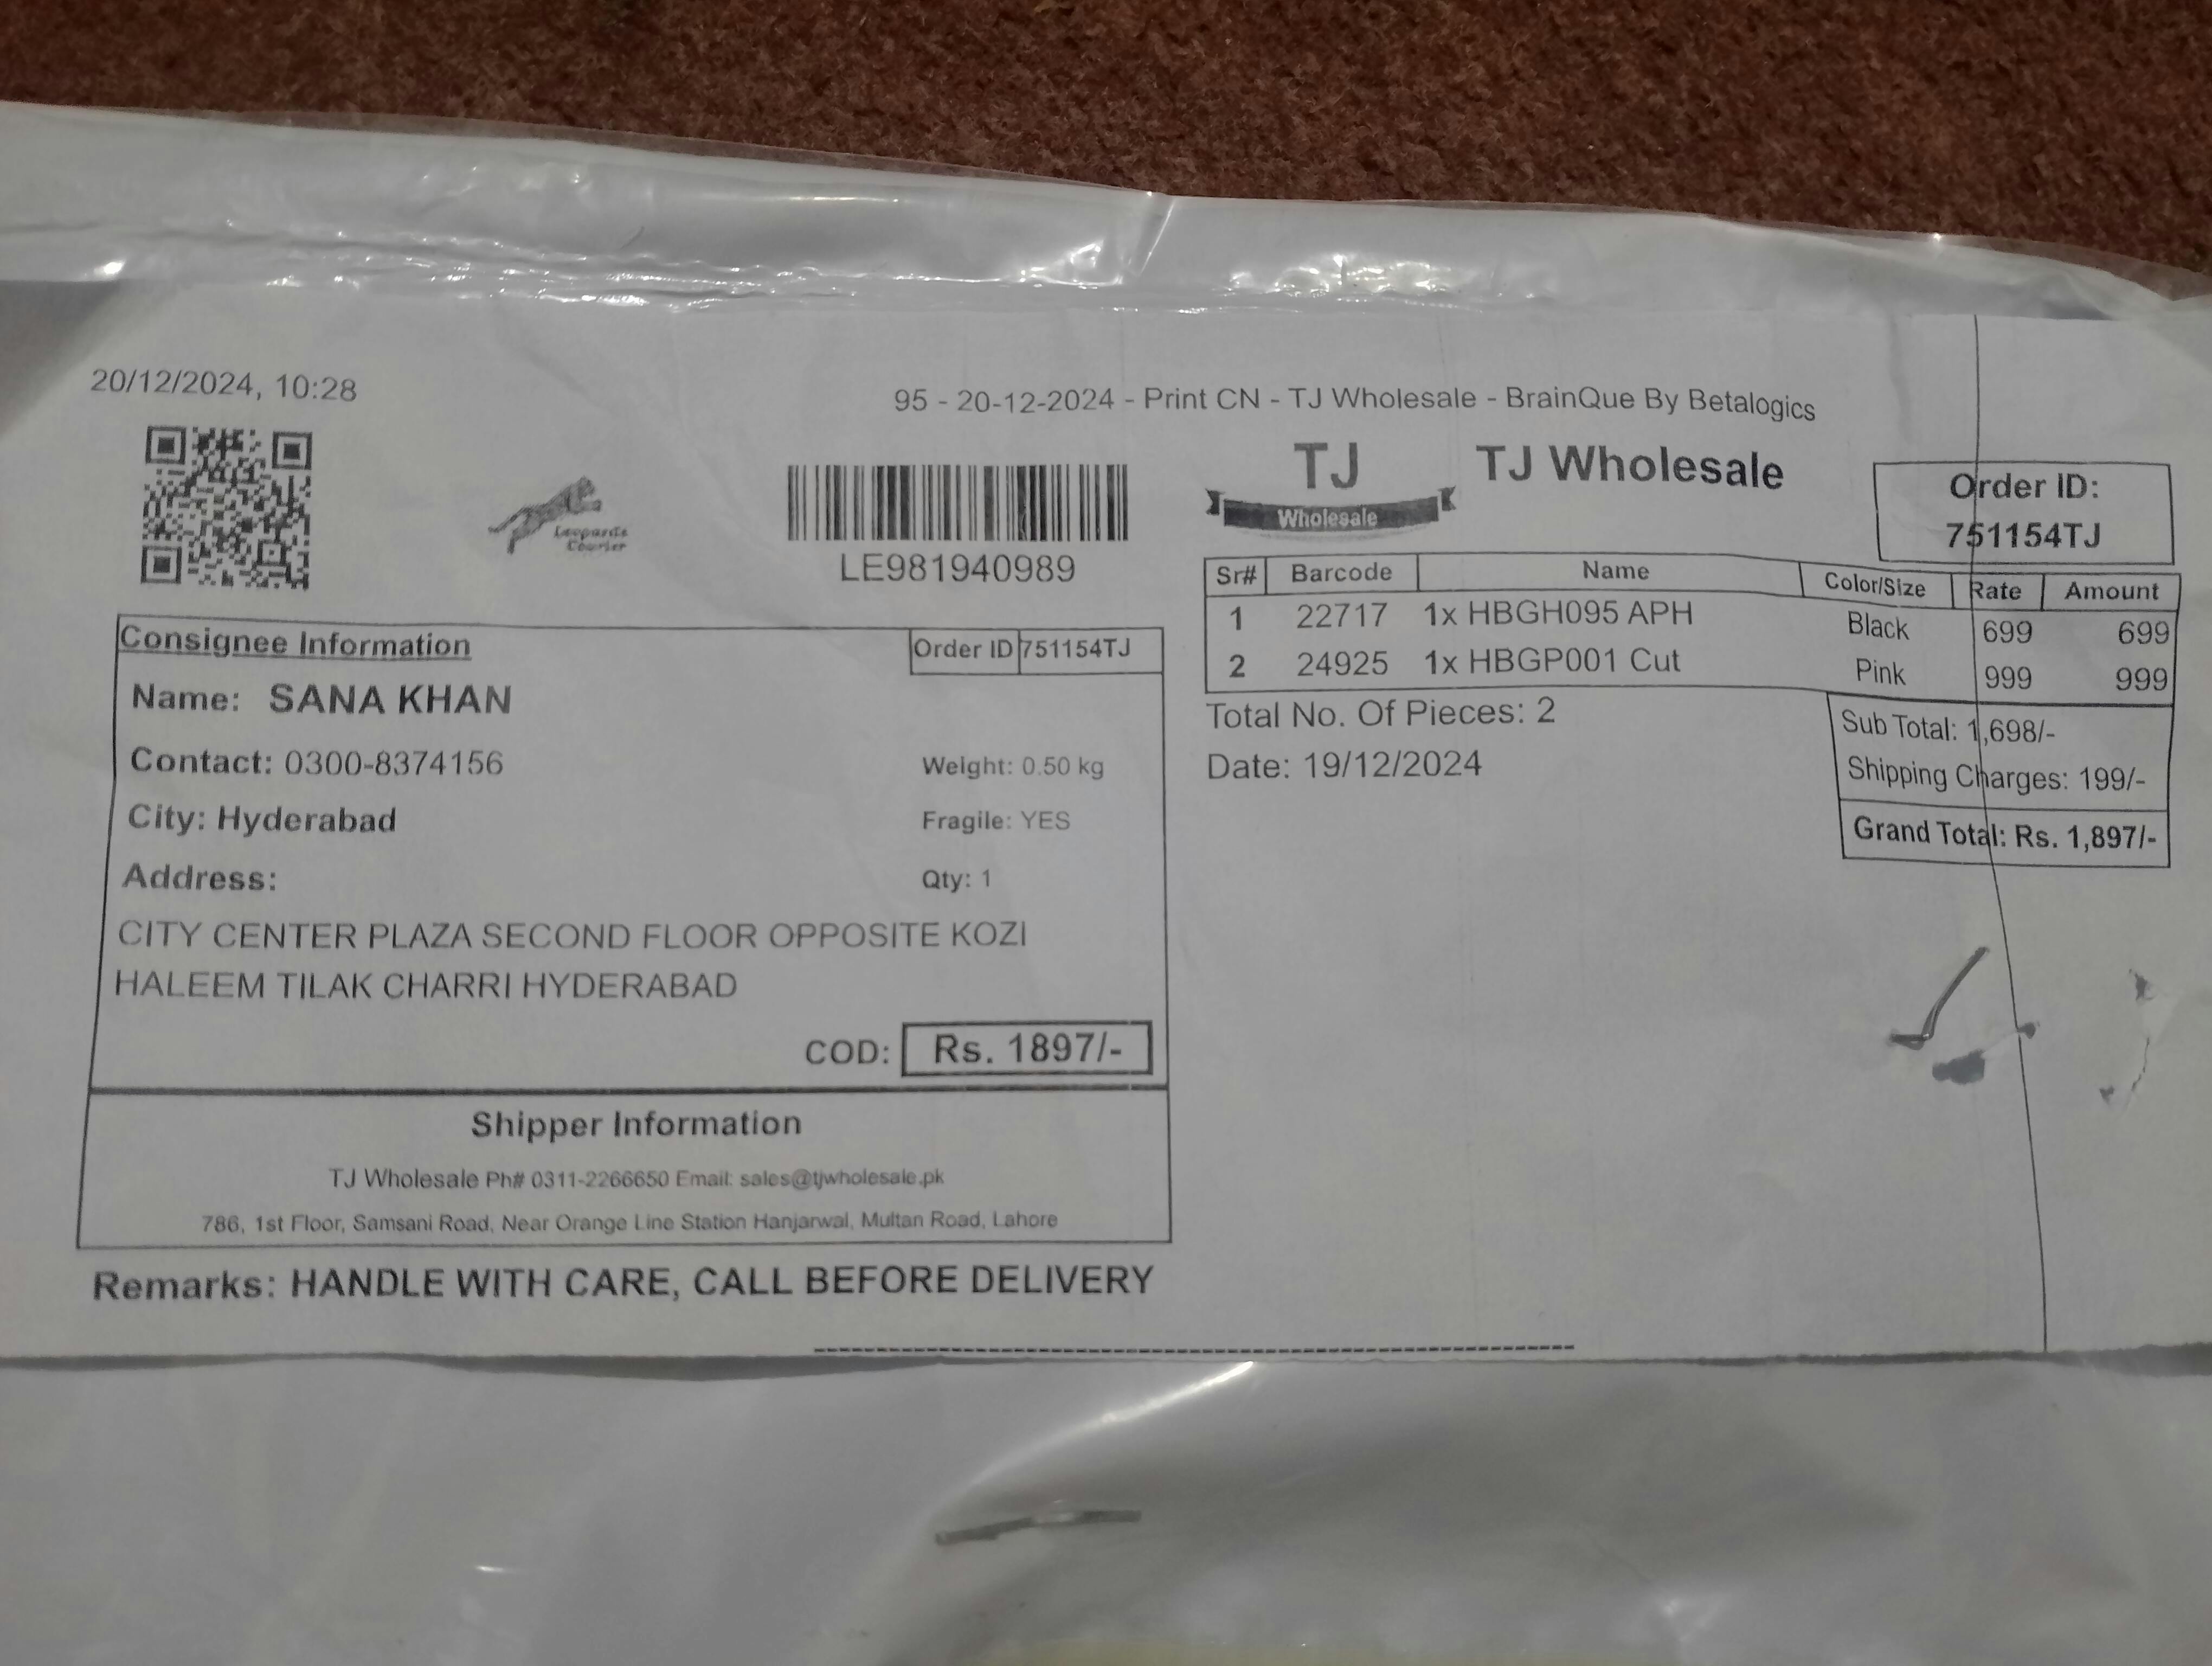 20/12/2024, 10:28
95 - 20-12-2024 - Print CN - TJ Wholesale - BrainQue By Betalogics
Leopards
Courier
LE981940989
Consignee Information
Order ID 751154TJ
Name: SANA KHAN
Contact: 0300-8374156
Weight: 0.50 kg
City: Hyderabad
Fragile: YES
Address:
Qty: 1
CITY CENTER PLAZA SECOND FLOOR OPPOSITE KOZI
HALEEM TILAK CHARRI HYDERABAD
COD: Rs. 1897/-
Shipper Information
TJ Wholesale Ph# 0311-2266650 Email: sales@tjwholesale.pk
786, 1st Floor, Samsani Road, Near Orange Line Station Hanjarwal, Multan Road, Lahore
Remarks: HANDLE WITH CARE, CALL BEFORE DELIVERY
TJ
Wholesale
TJ Wholesale
Order ID:
751154TJ
Sr# Barcode Name Color/Size Rate Amount
1 22717 1x HBGH095 APH Black 699 699
2 24925 1x HBGP001 Cut Pink 999 999
Total No. Of Pieces: 2
Date: 19/12/2024
Sub Total: 1,698/-
Shipping Charges: 199/-
Grand Total: Rs. 1,897/-